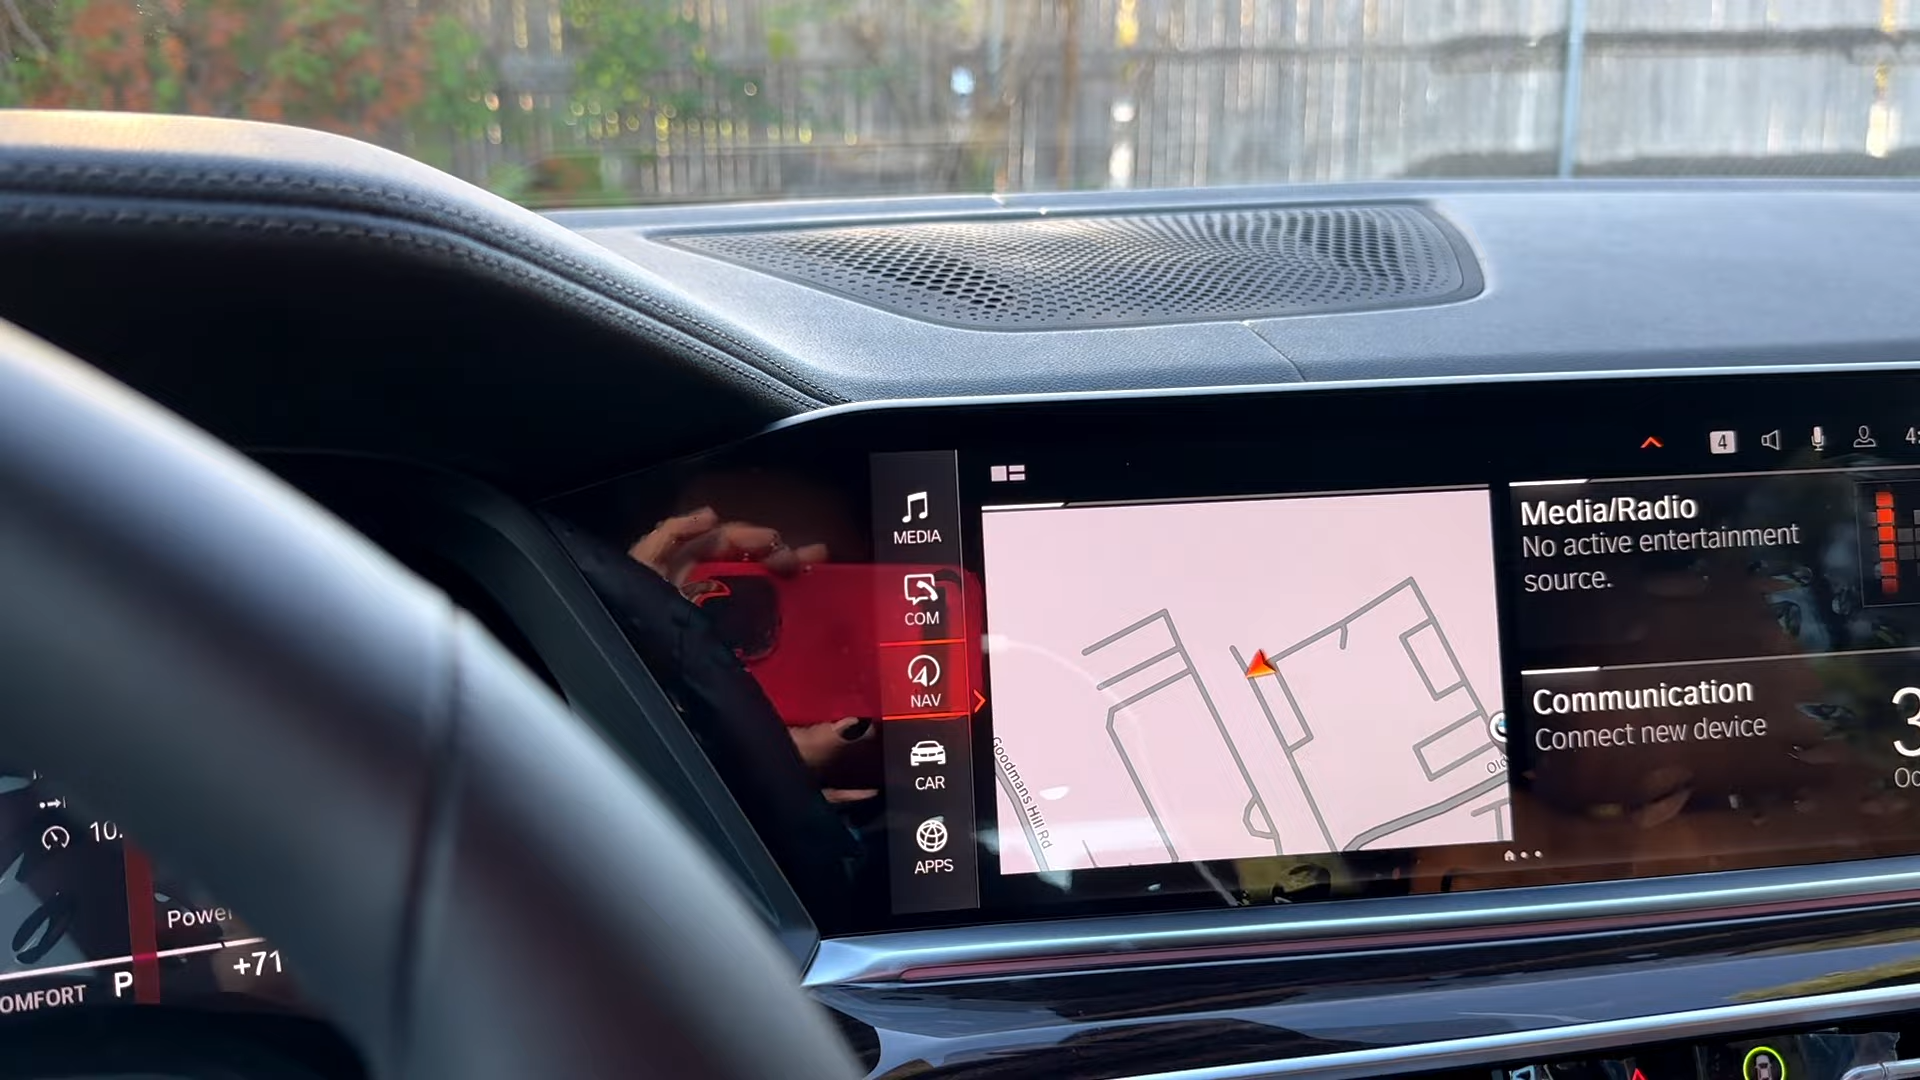 4
MEDIA
COM
NAV
CAR
APPS
Goodmans Hill Rd
Media/Radio
No active entertainment
source.
Communication
Connect new device
3
10.
Power
+71
P